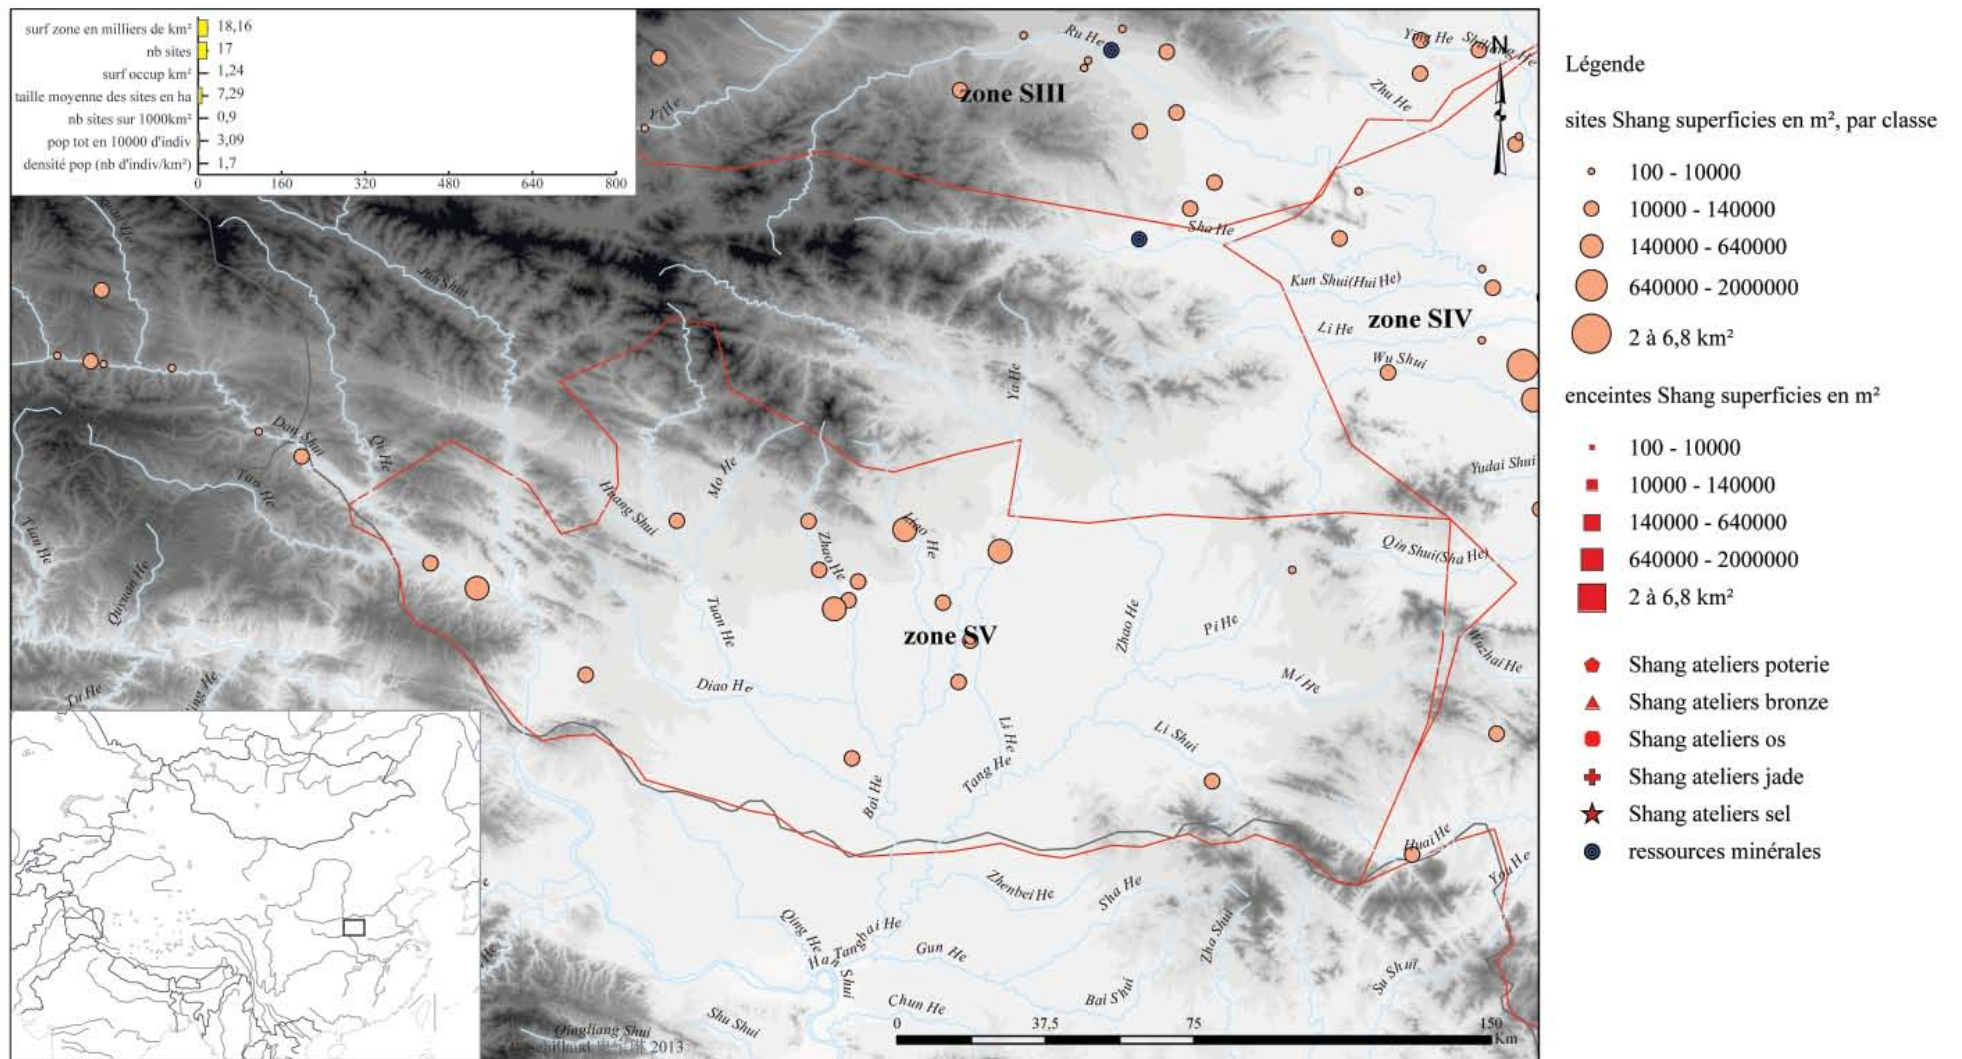 surf zone en milliers de km² 18,16
nb sites 17
surf occup km² 1,24
taille moyenne des sites en ha 7,29
nb sites sur 1000km² 0,9
pop tot en 10000 d'indiv 3,09
densité pop (nb d'indiv/km²) 1,7
0 160 320 480 640 800
Ru He
Ying He
N
Zhu He
Yi He
zone SIII
Sha He
Kun Shui(Hui He)
zone SIV
Li He
Wu Shui
Ya He
Yudai Shui
Dan Shui
Qi He
Tao He
Mo He
Huang Shui
Tian He
Quyuan He
Zhao He
Qin Shui(Sha He)
Tuan He
zone SV
Zhao He
Pi He
Wuzhai He
Tu He
Diao He
Mi He
Li He
Li Shui
Tang He
Bai He
Huai He
You He
Zhenbei He
Sha He
Qing He
Tangbai He
Han Shui
Gun He
Zha Shui
Su Shui
Bai Shui
Chun He
Shu Shui
Qingliang Shui
2013
0 37.5 75 150
Km
Légende
sites Shang superficies en m², par classe
100 - 10000
10000 - 140000
140000 - 640000
640000 - 2000000
2 à 6,8 km²
enceintes Shang superficies en m²
100 - 10000
10000 - 140000
140000 - 640000
640000 - 2000000
2 à 6,8 km²
Shang ateliers poterie
Shang ateliers bronze
Shang ateliers os
Shang ateliers jade
Shang ateliers sel
ressources minérales